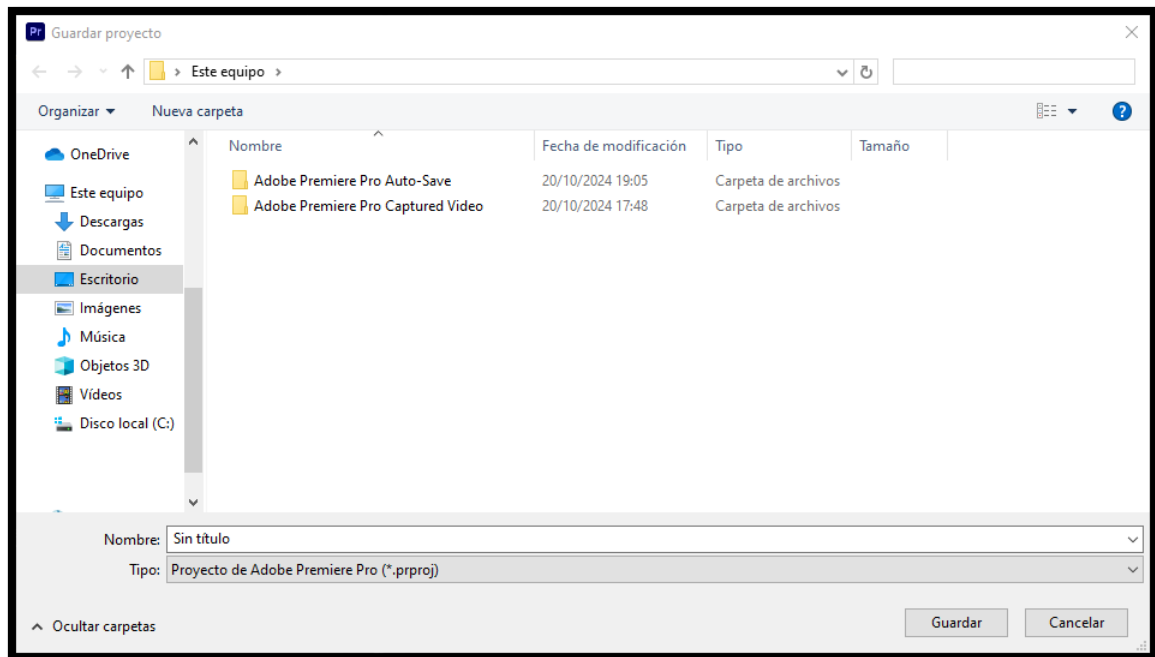 Pr Guardar proyecto
Este equipo
Organizar Nueva carpeta ?
OneDrive
Este equipo
Descargas
Documentos
Escritorio
Imágenes
Música
Objetos 3D
Vídeos
Disco local (C:)
Nombre Fecha de modificación Tipo Tamaño
Adobe Premiere Pro Auto-Save 20/10/2024 19:05 Carpeta de archivos
Adobe Premiere Pro Captured Video 20/10/2024 17:48 Carpeta de archivos
Nombre: Sin título
Tipo: Proyecto de Adobe Premiere Pro (*.prproj)
Ocultar carpetas Guardar Cancelar